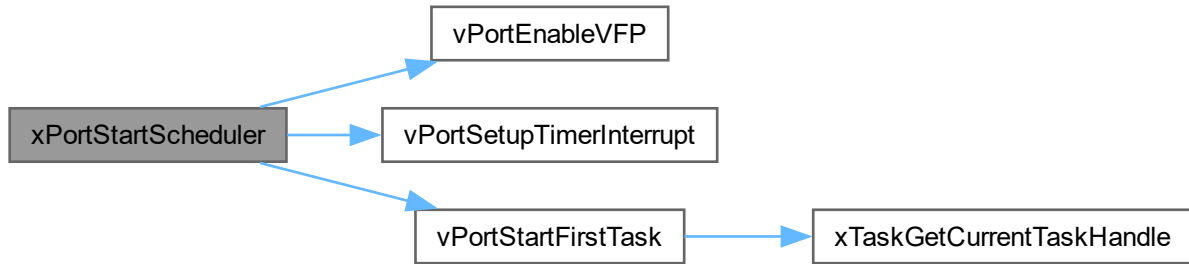 vPortEnableVFP
xPortStartScheduler
vPortSetupTimerInterrupt
vPortStartFirstTask
xTaskGetCurrentTaskHandle